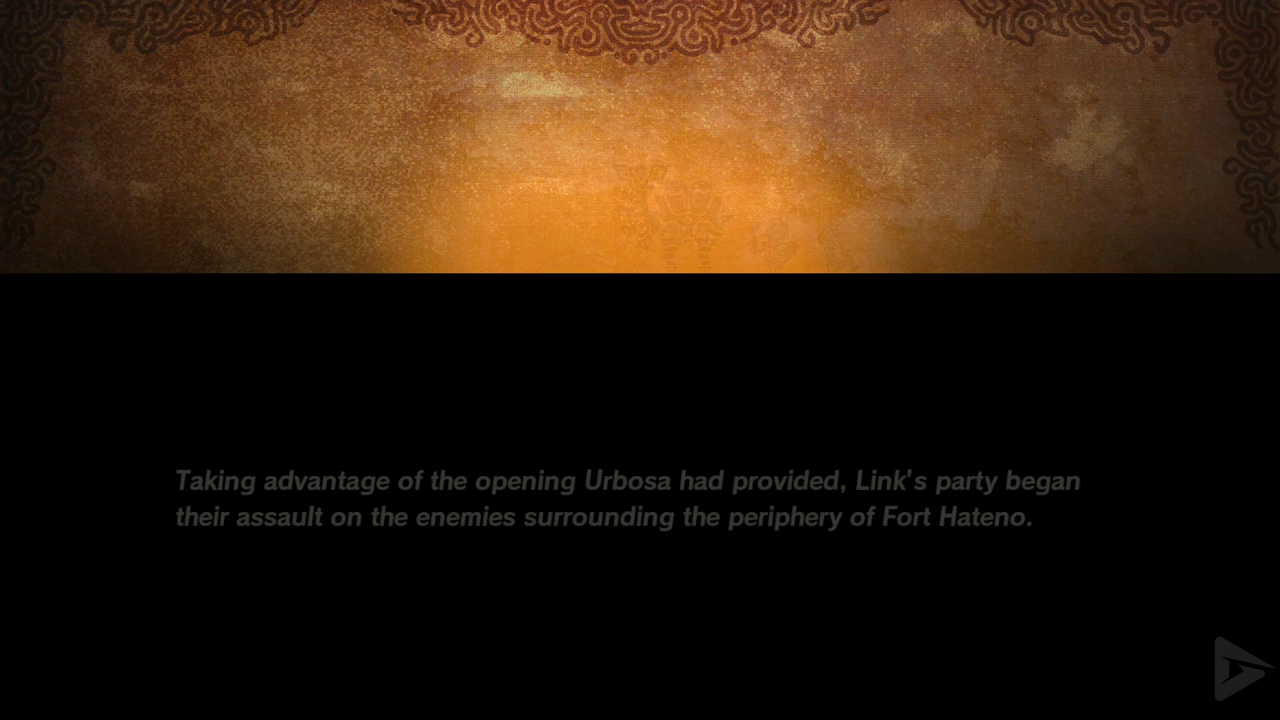 Taking advantage of the opening Urbosa had provided, Link's party began
their assault on the enemies surrounding the periphery of Fort Hateno.